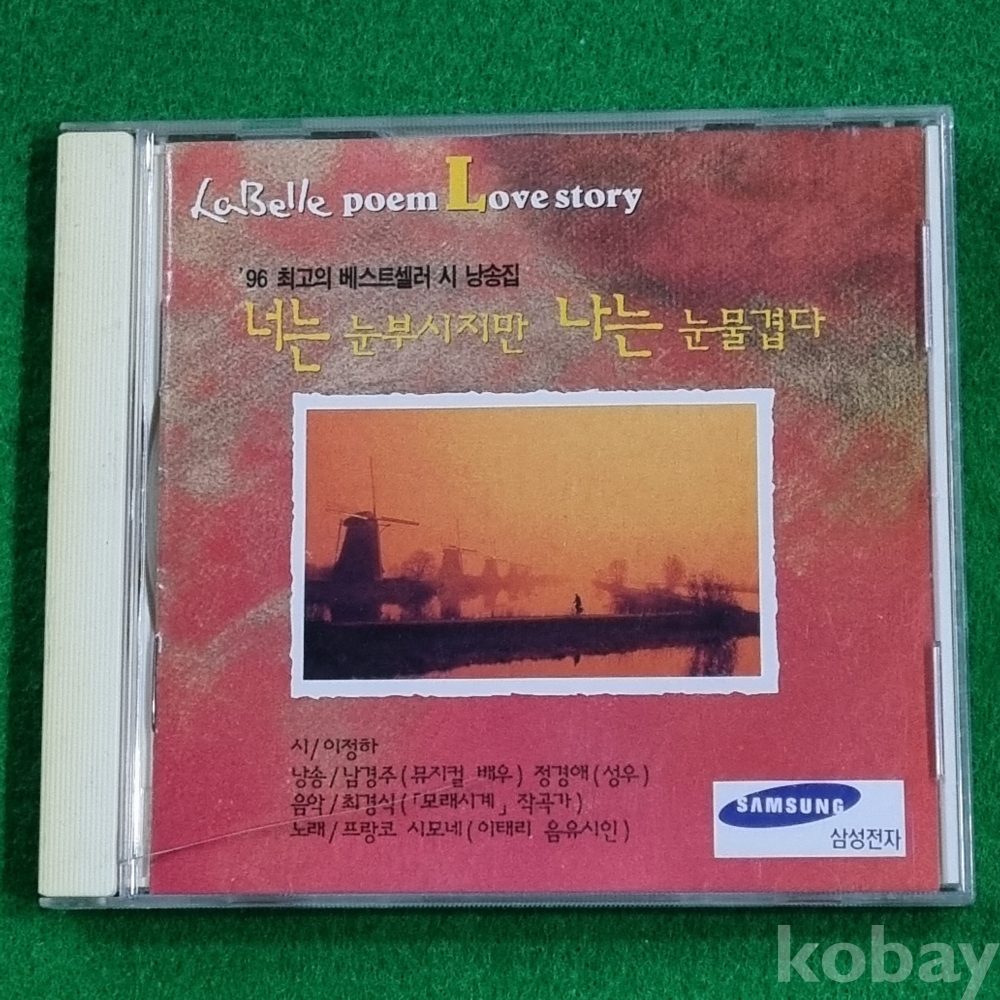 LaBelle poem Love story
'96 최고의 베스트셀러 시 낭송집
너는 눈부시지만 나는 눈물겹다
시/이정하
낭송/남경주(뮤지컬 배우) 정경애(성우)
음악/최경식(「모래시계」 작곡가)
노래/프랑코 시모네(이태리 음유시인)
SAMSUNG
삼성전자
kobay